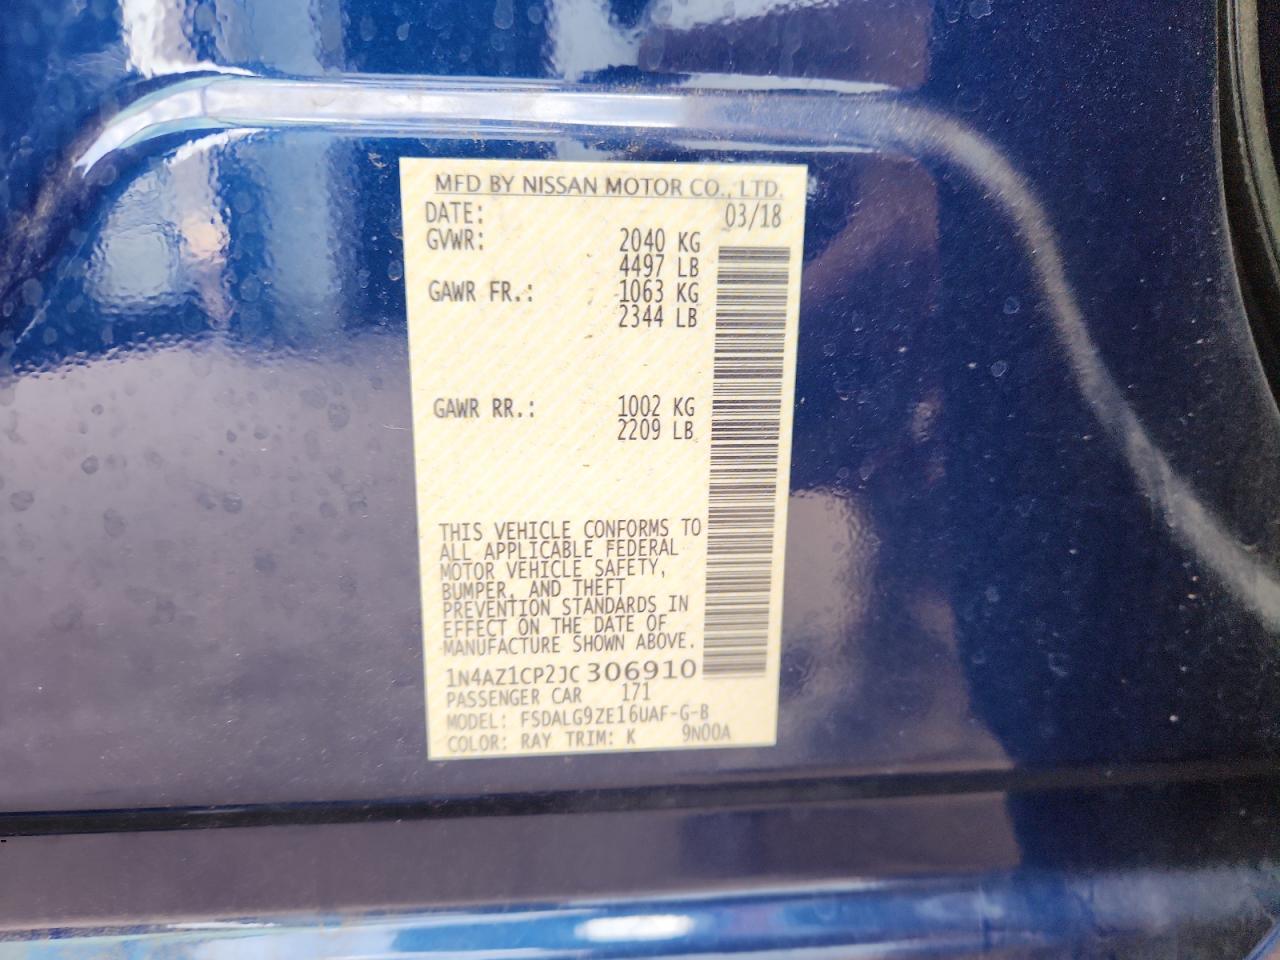 MFD BY NISSAN MOTOR CO., LTD.
DATE: 03/18
GVWR: 2040 KG
4497 LB
GAWR FR.: 1063 KG
2344 LB
GAWR RR.: 1002 KG
2209 LB
THIS VEHICLE CONFORMS TO
ALL APPLICABLE FEDERAL
MOTOR VEHICLE SAFETY,
BUMPER, AND THEFT
PREVENTION STANDARDS IN
EFFECT ON THE DATE OF
MANUFACTURE SHOWN ABOVE.
1N4AZ1CP2JC306910
PASSENGER CAR 171
MODEL: FSDALG9ZE16UAF-G-B
COLOR: RAY TRIM: K 9N00A